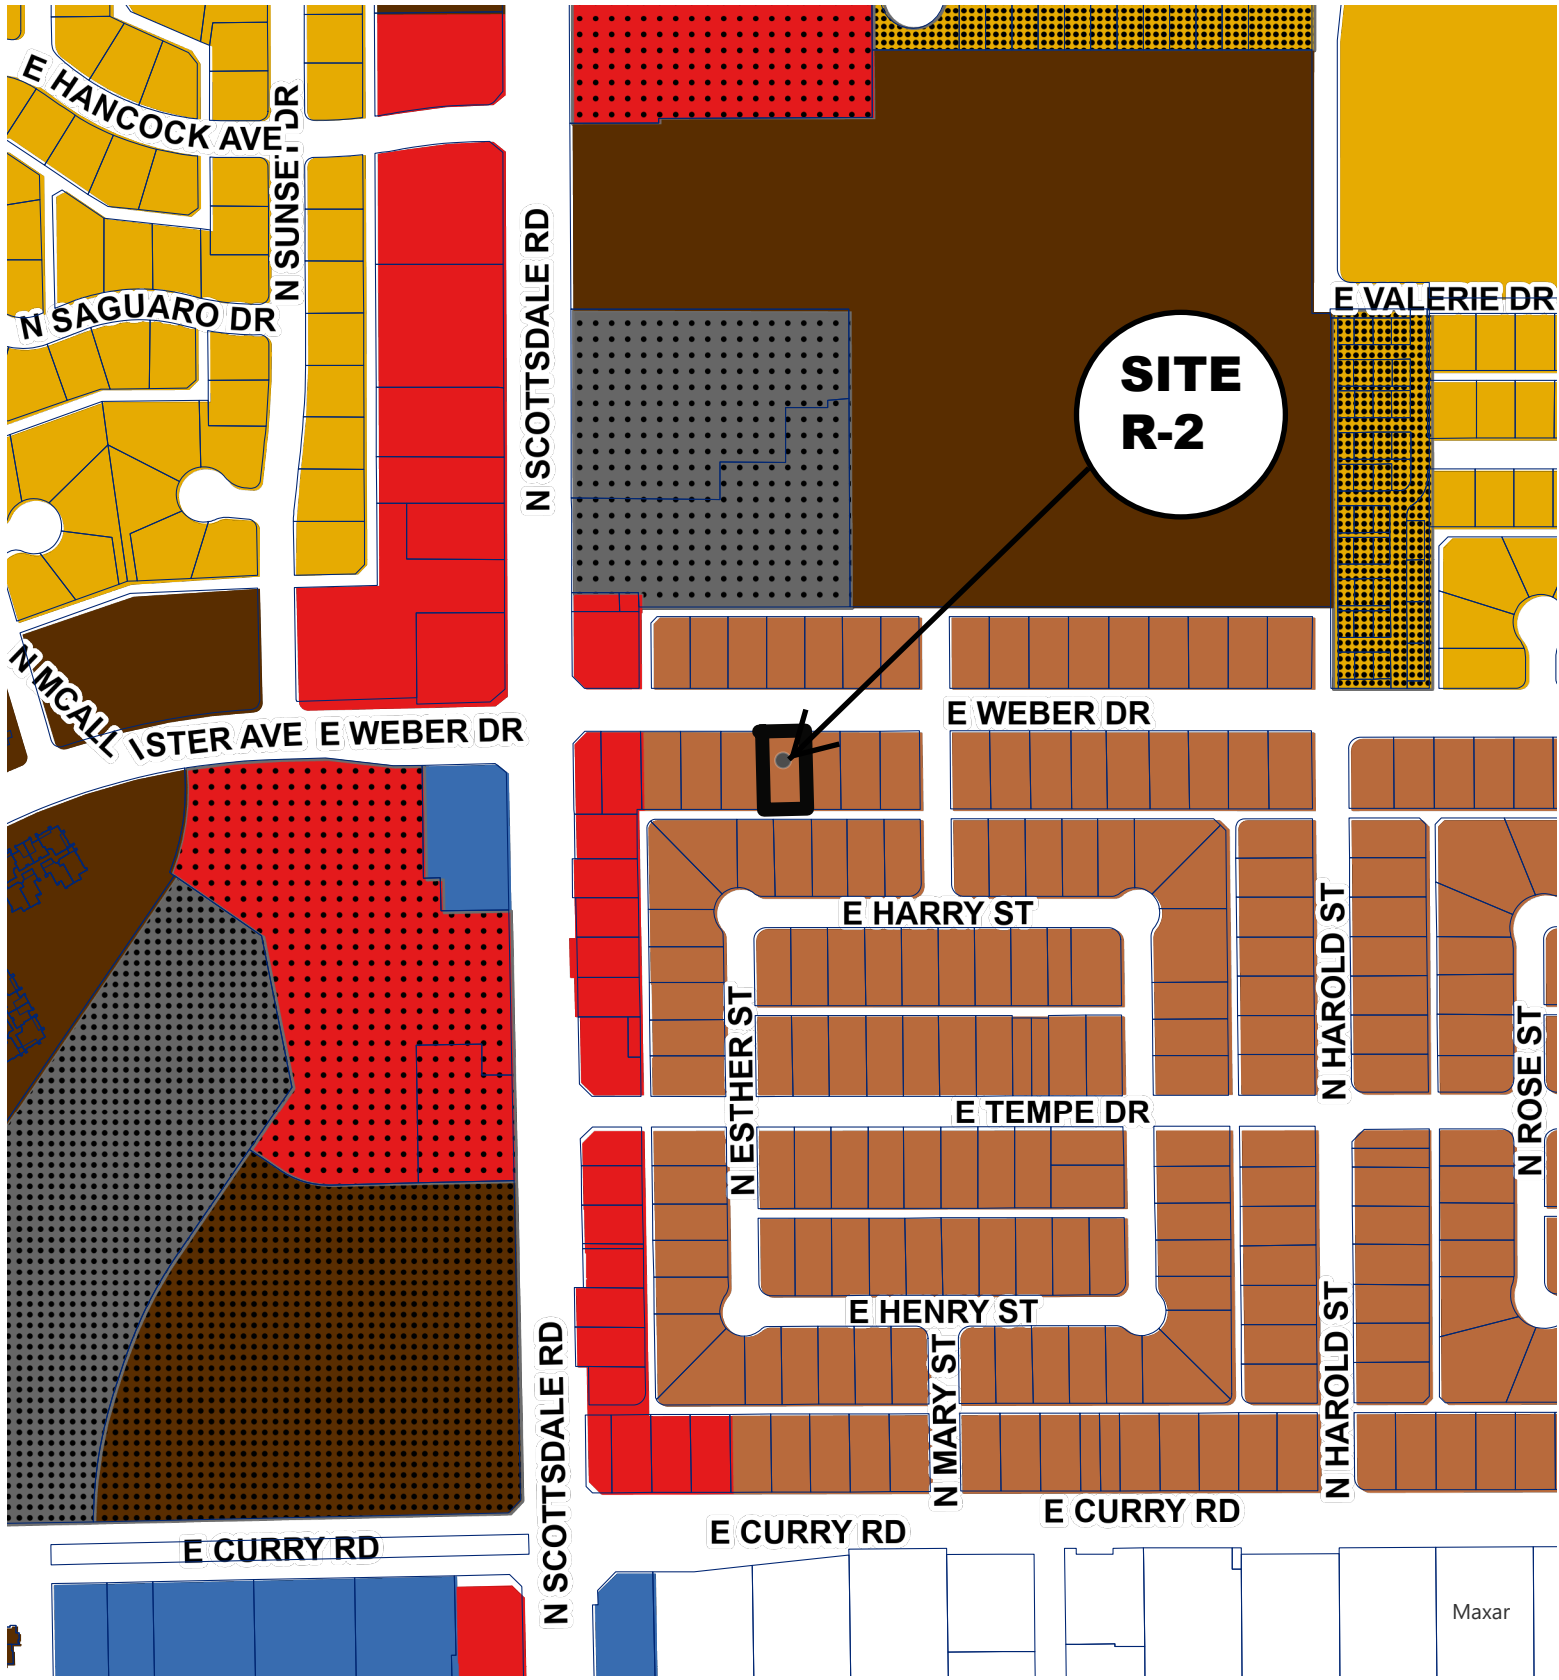 E HANCOCK AVE
N SUNSET DR
N SAGUARO DR
N SCOTTSDALE RD
E VALERIE DR
SITE
R-2
N MCALLISTER AVE
E WEBER DR
E WEBER DR
E HARRY ST
N ESTHER ST
N HAROLD ST
N ROSE ST
E TEMPE DR
E HENRY ST
N MARY ST
N HAROLD ST
N SCOTTSDALE RD
E CURRY RD
E CURRY RD
E CURRY RD
Maxar